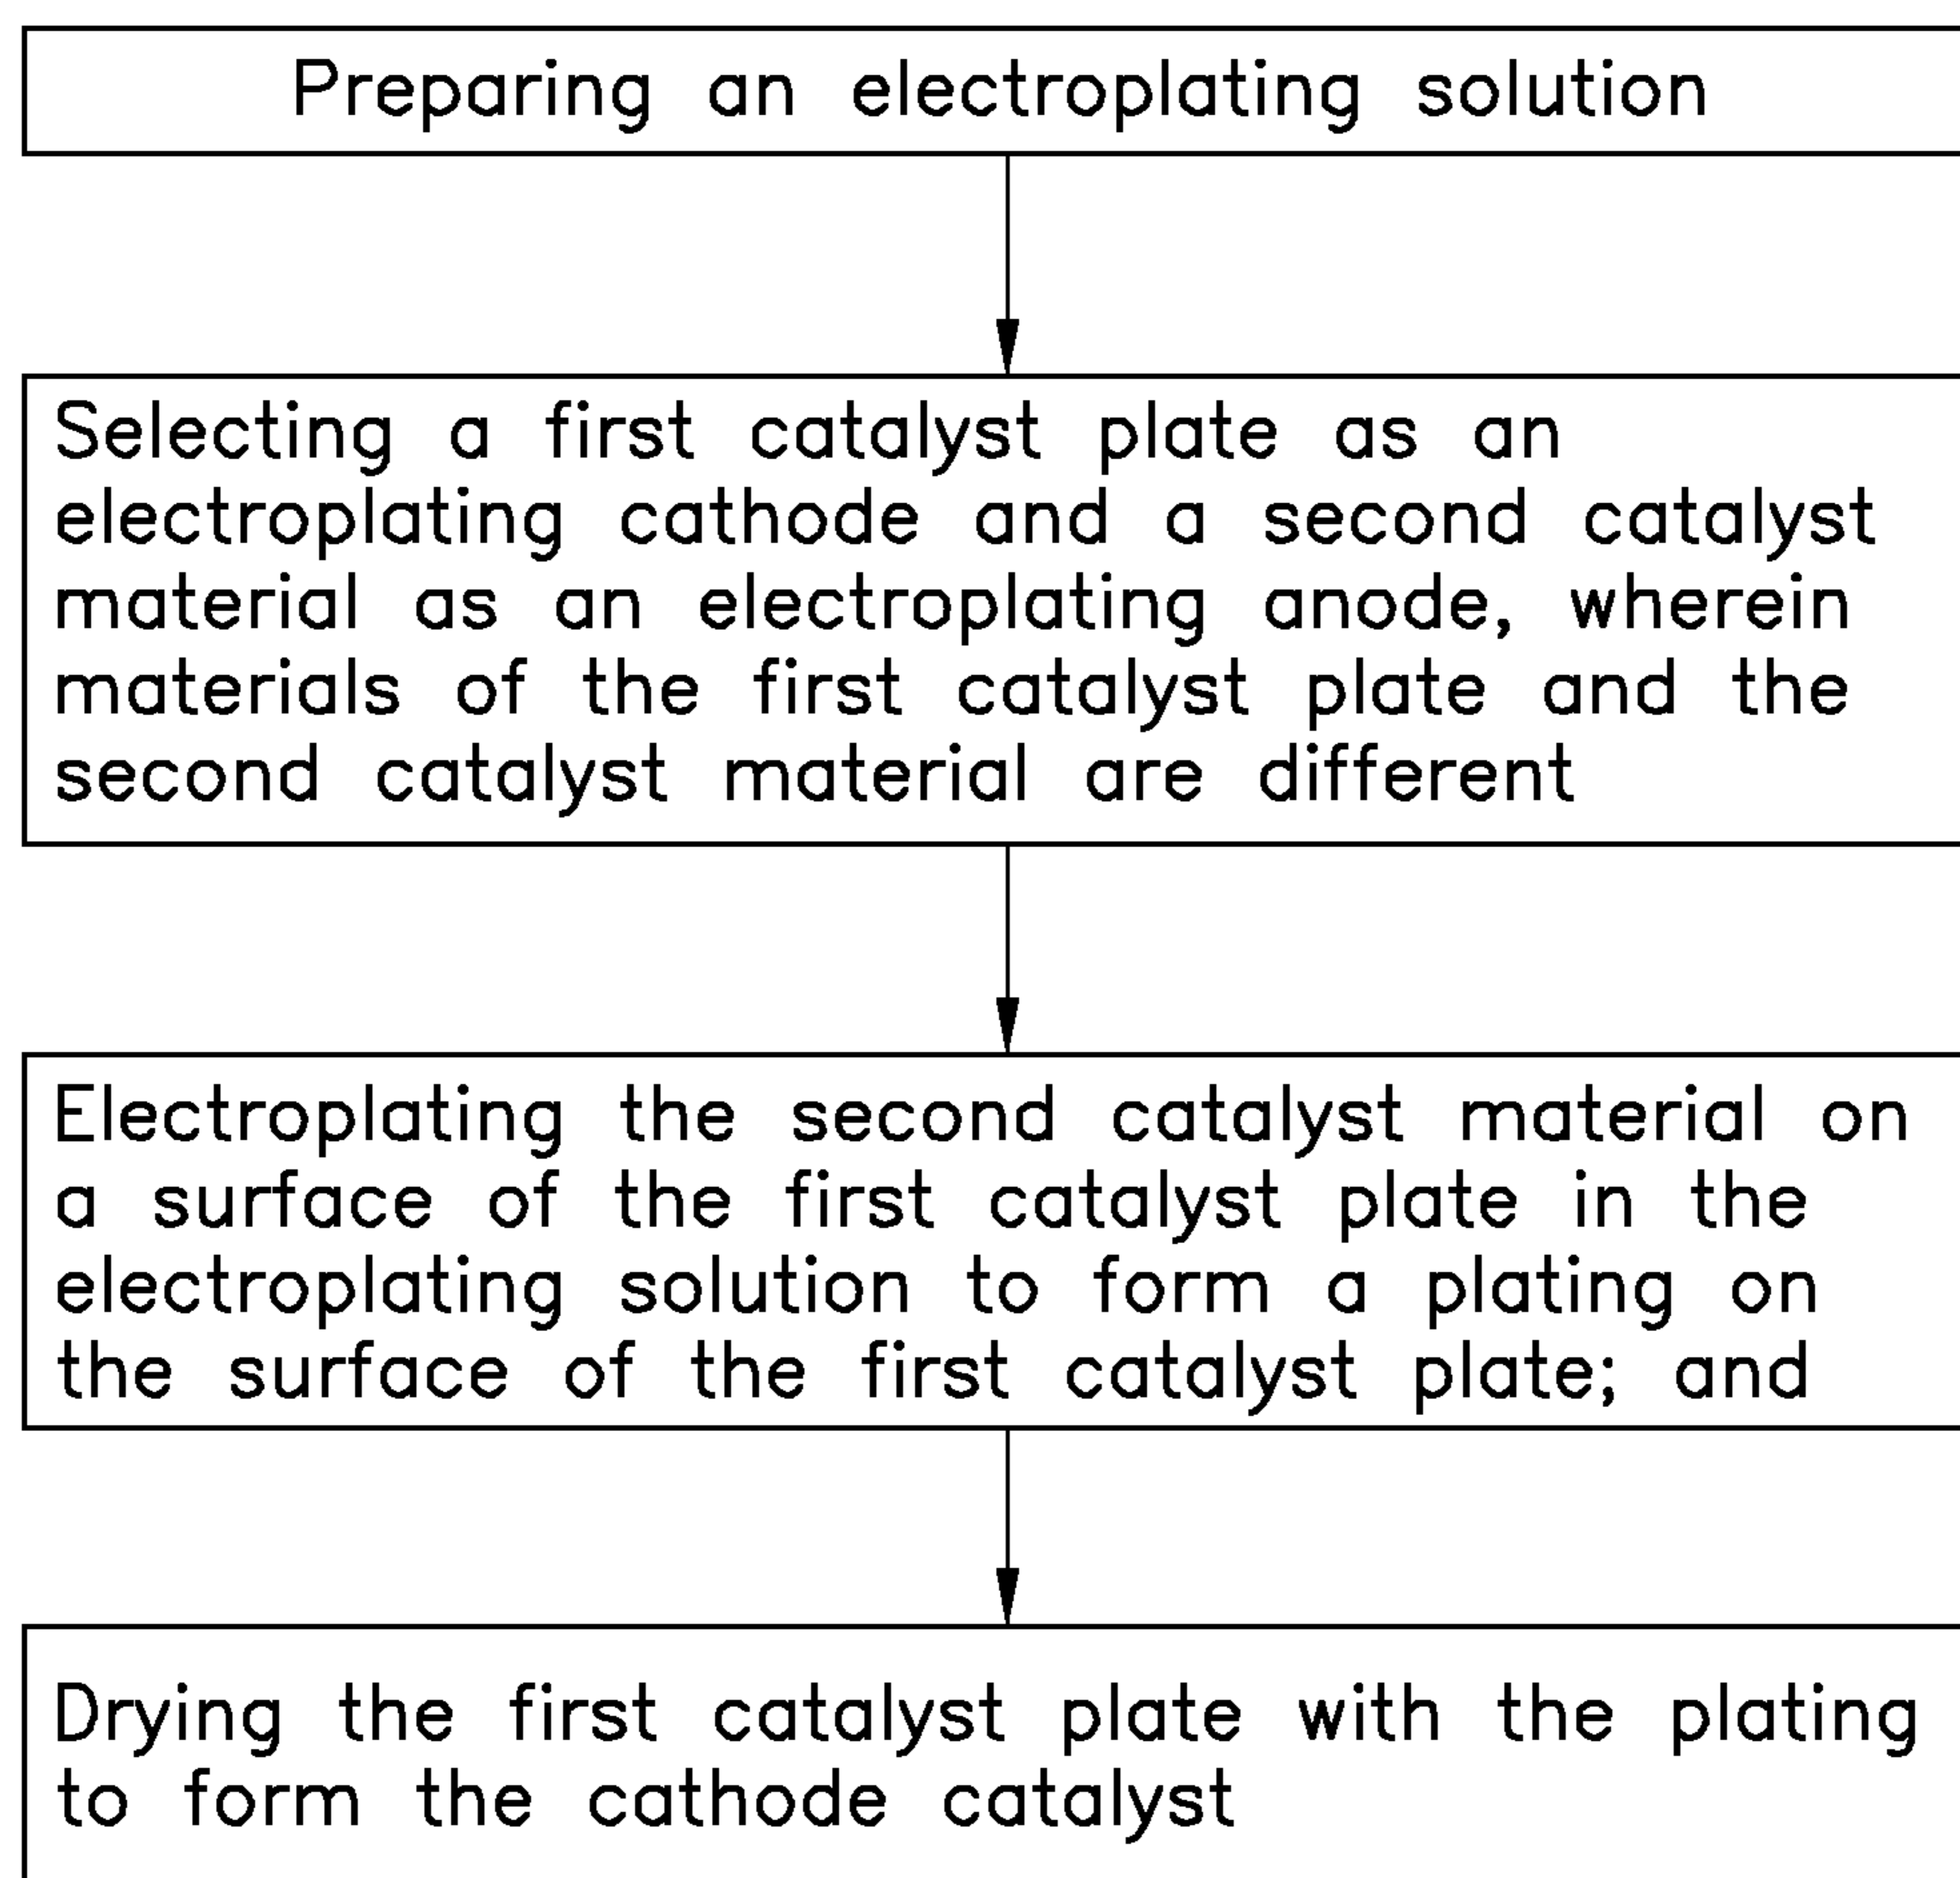 Preparing an electroplating solution
Selecting a first catalyst plate as an
electroplating cathode and a second catalyst
material as an electroplating anode, wherein
materials of the first catalyst plate and the
second catalyst material are different
Electroplating the second catalyst material on
a surface of the first catalyst plate in the
electroplating solution to form a plating on
the surface of the first catalyst plate; and
Drying the first catalyst plate with the plating
to form the cathode catalyst